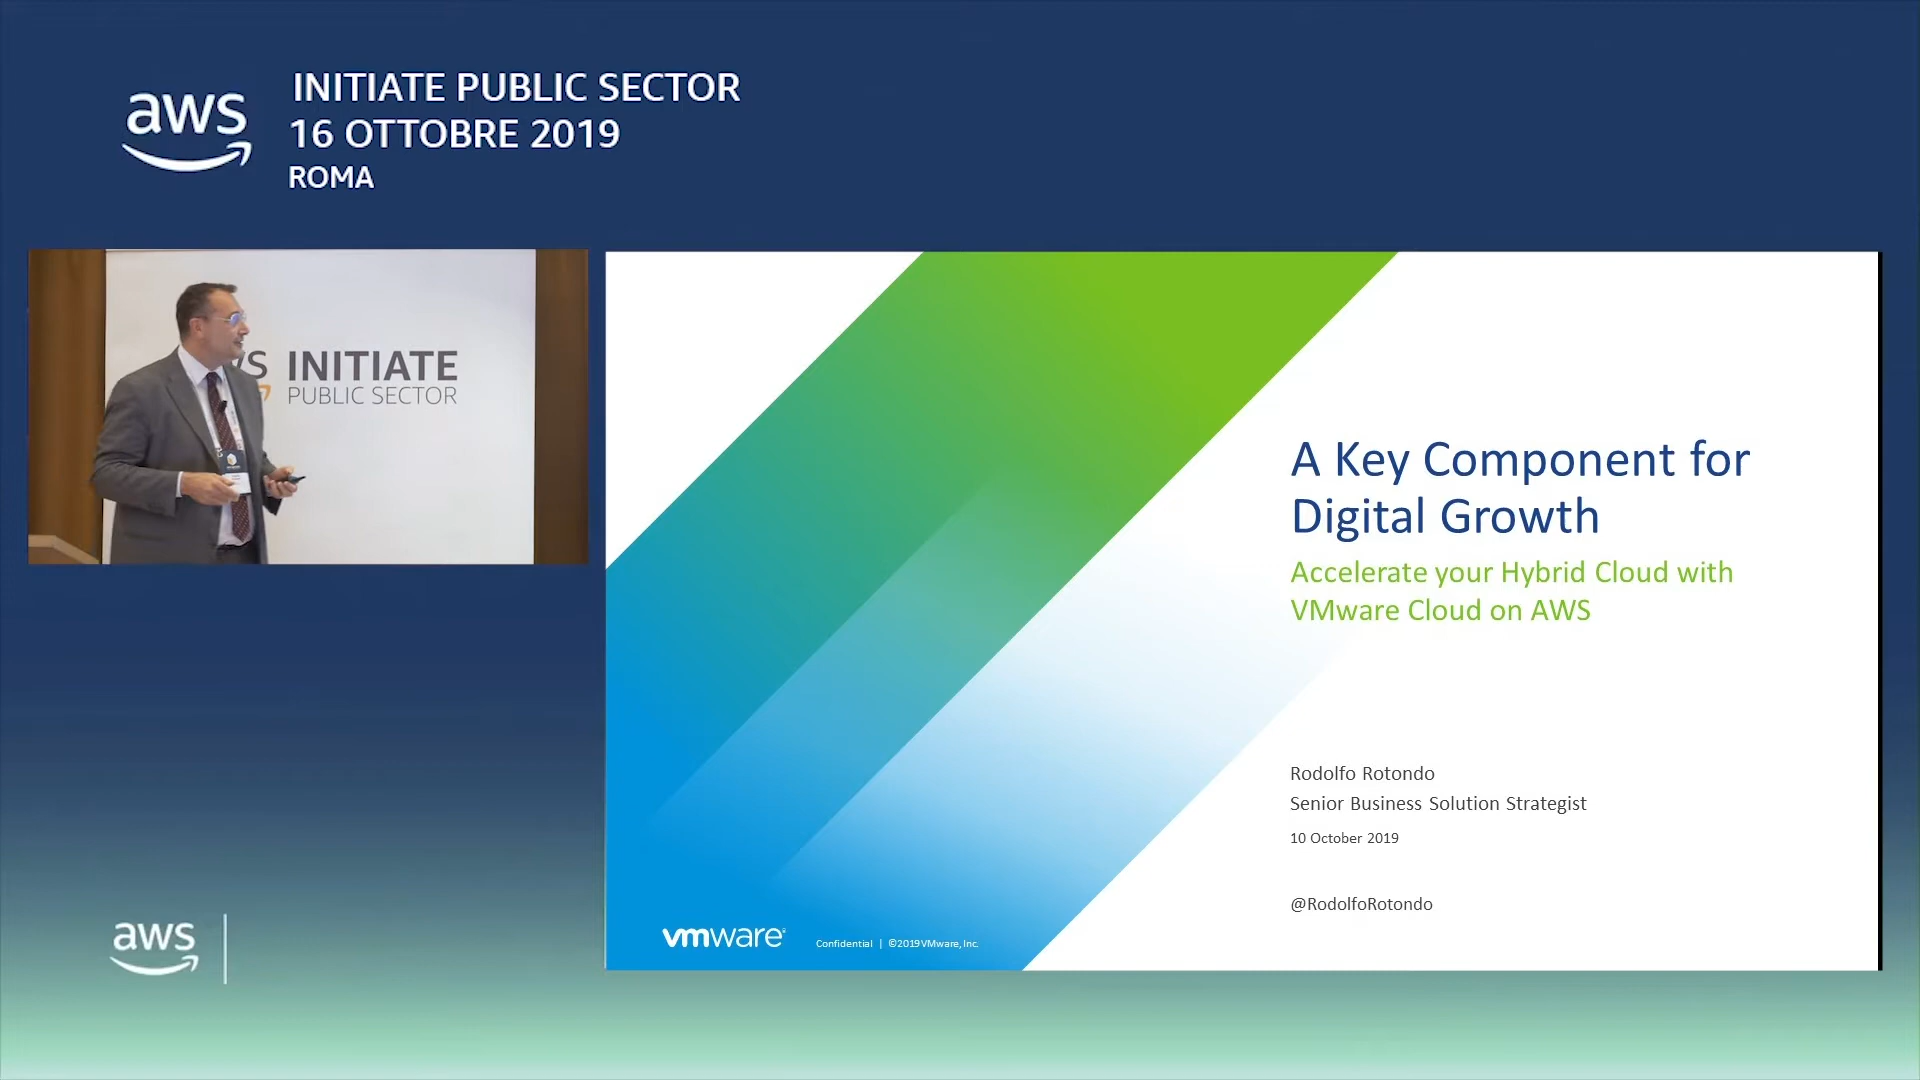 aws
INITIATE PUBLIC SECTOR
16 OTTOBRE 2019
ROMA
INITIATE
PUBLIC SECTOR
A Key Component for
Digital Growth
Accelerate your Hybrid Cloud with
VMware Cloud on AWS
Rodolfo Rotondo
Senior Business Solution Strategist
10 October 2019
@RodolfoRotondo
vmware
Confidential | ©2019 VMware, Inc.
aws